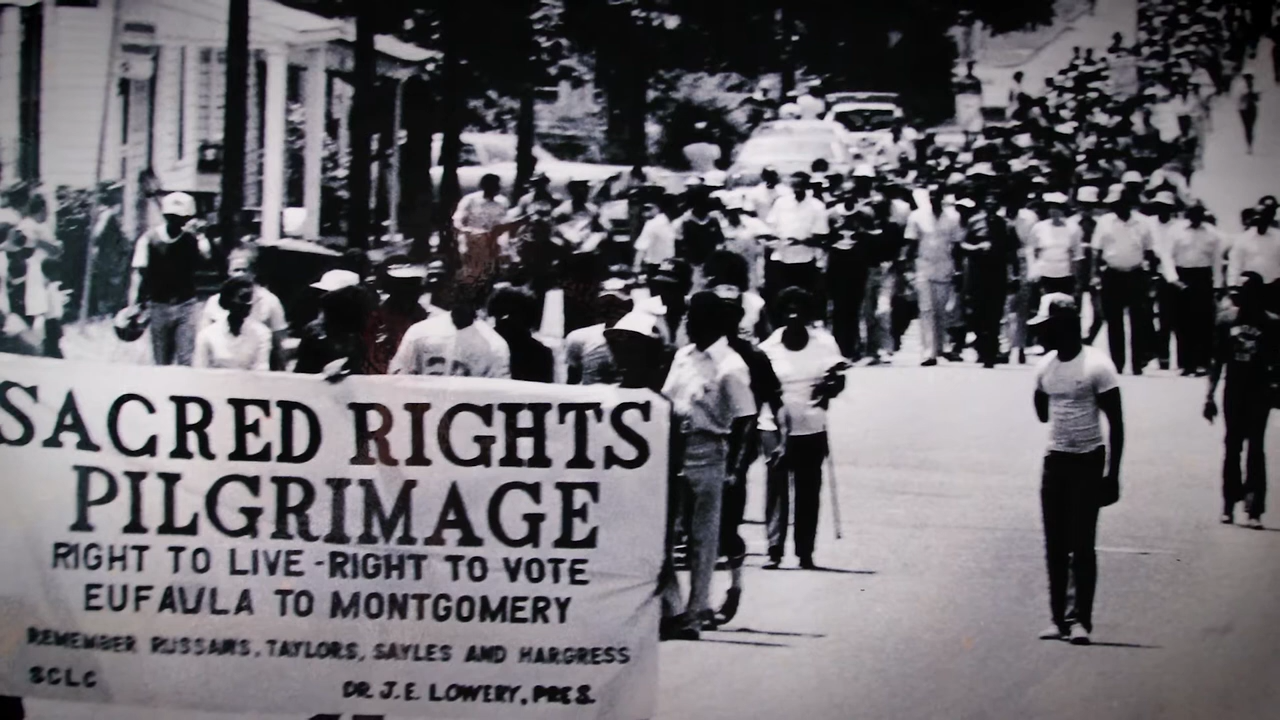 SACRED RIGHTS
PILGRIMAGE
RIGHT TO LIVE - RIGHT TO VOTE
EUFAULA TO MONTGOMERY
REMEMBER RUSSAWS, TAYLORS, SAYLES AND HARGRESS
SCLC
DR. J. E. LOWERY, PRES.